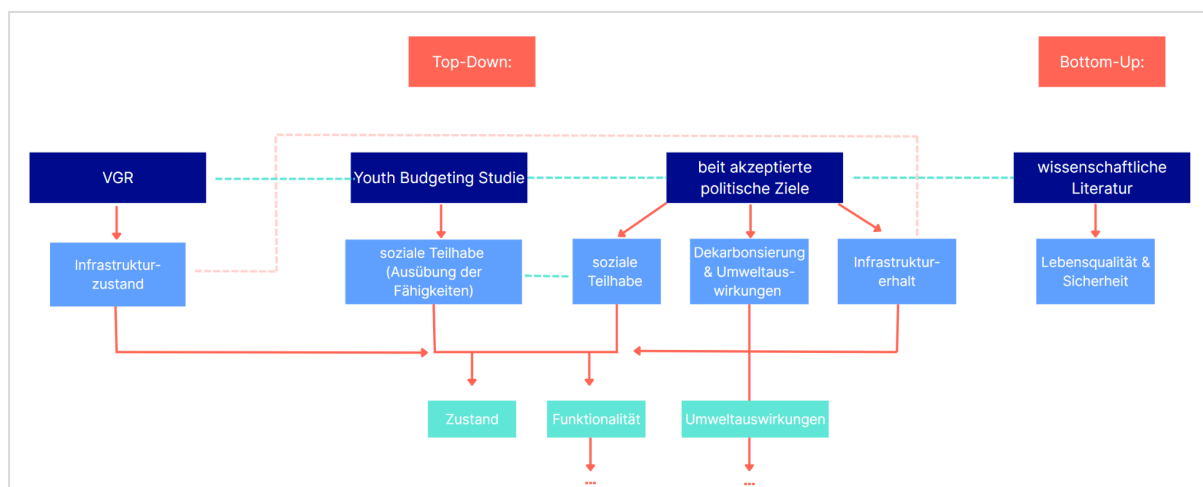 Top-Down:
Bottom-Up:
VGR
Youth Budgeting Studie
beit akzeptierte
politische Ziele
wissenschaftliche
Literatur
Infrastruktur-
zustand
soziale Teilhabe
(Ausübung der
Fähigkeiten)
soziale
Teilhabe
Dekarbonsierung
& Umweltaus-
wirkungen
Infrastruktur-
erhalt
Lebensqualität &
Sicherheit
Zustand
Funktionalität
Umweltauswirkungen
...
...